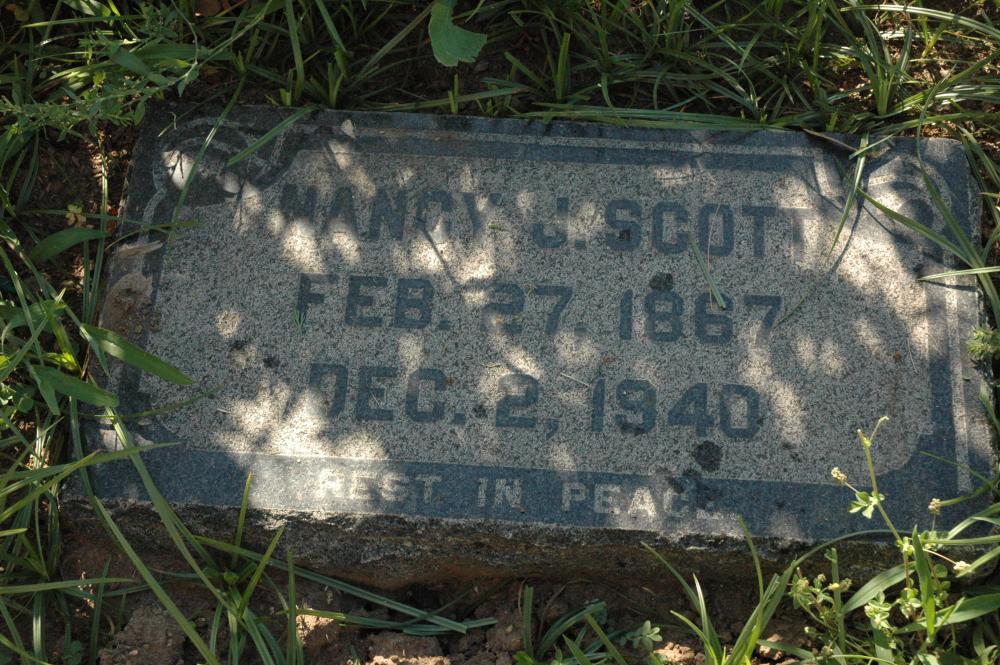 NANCY J. SCOTT
FEB. 27. 1867
DEC. 2, 1940
REST IN PEACE